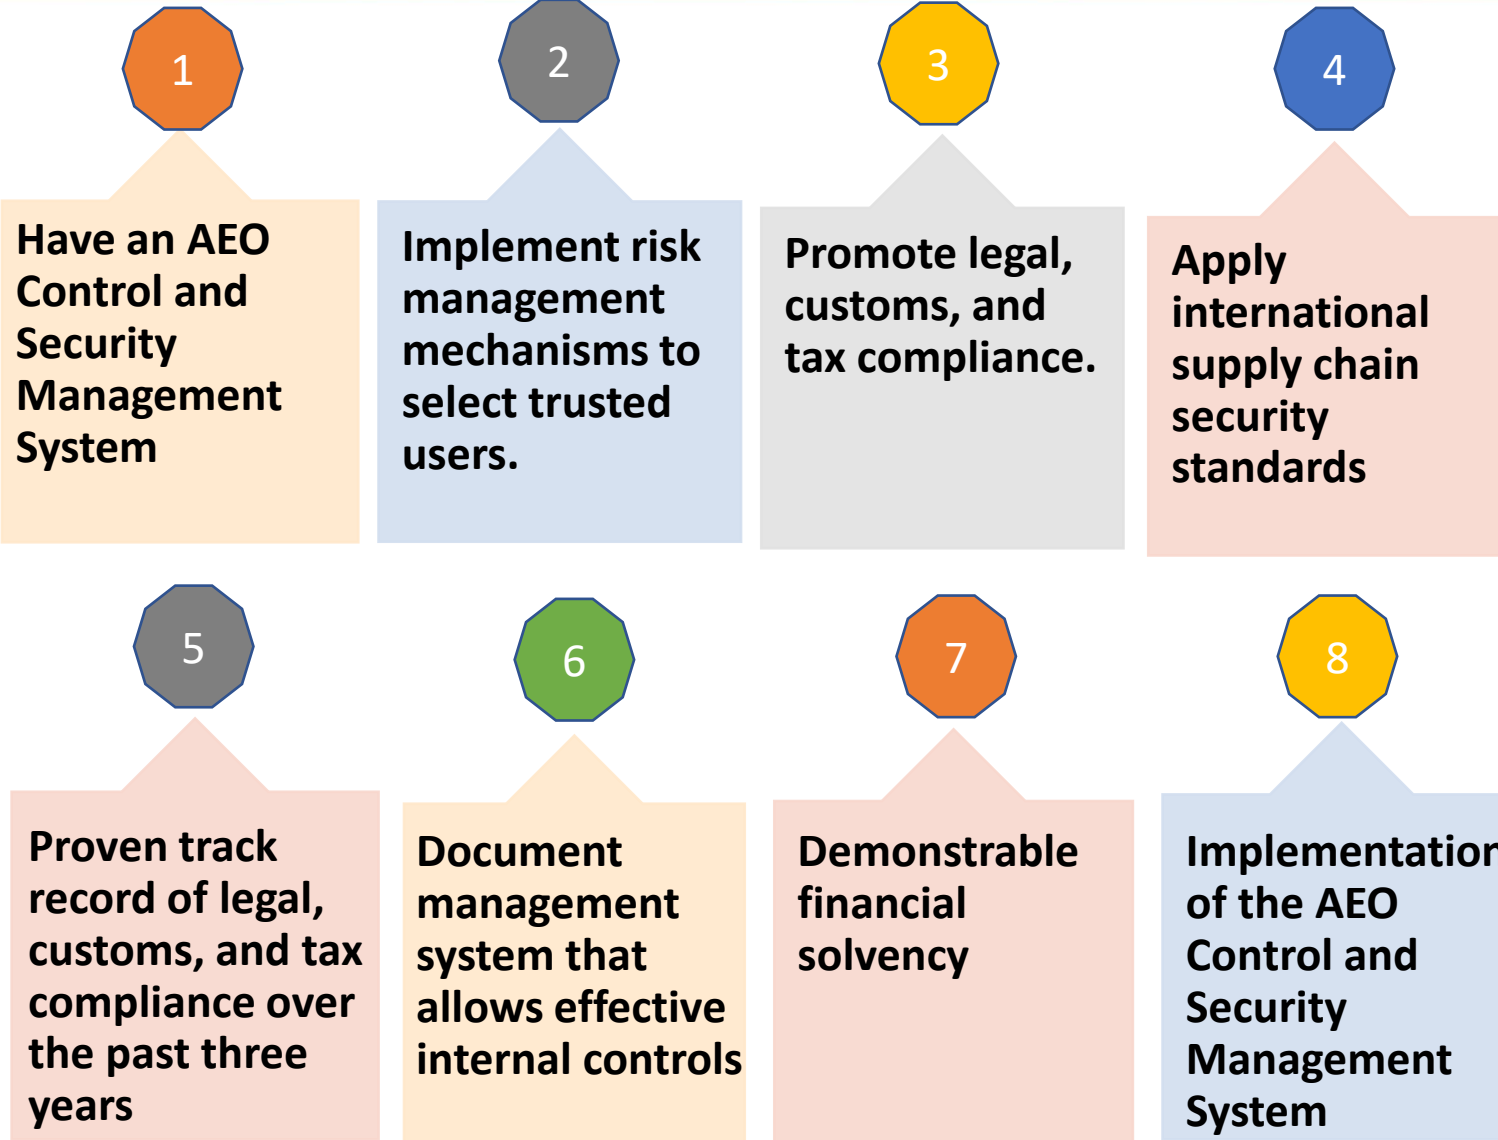 1
Have an AEO
Control and
Security
Management
System
2
Implement risk
management
mechanisms to
select trusted
users.
3
Promote legal,
customs, and
tax compliance.
4
Apply
international
supply chain
security
standards
5
Proven track
record of legal,
customs, and tax
compliance over
the past three
years
6
Document
management
system that
allows effective
internal controls
7
Demonstrable
financial
solvency
8
Implementation
of the AEO
Control and
Security
Management
System